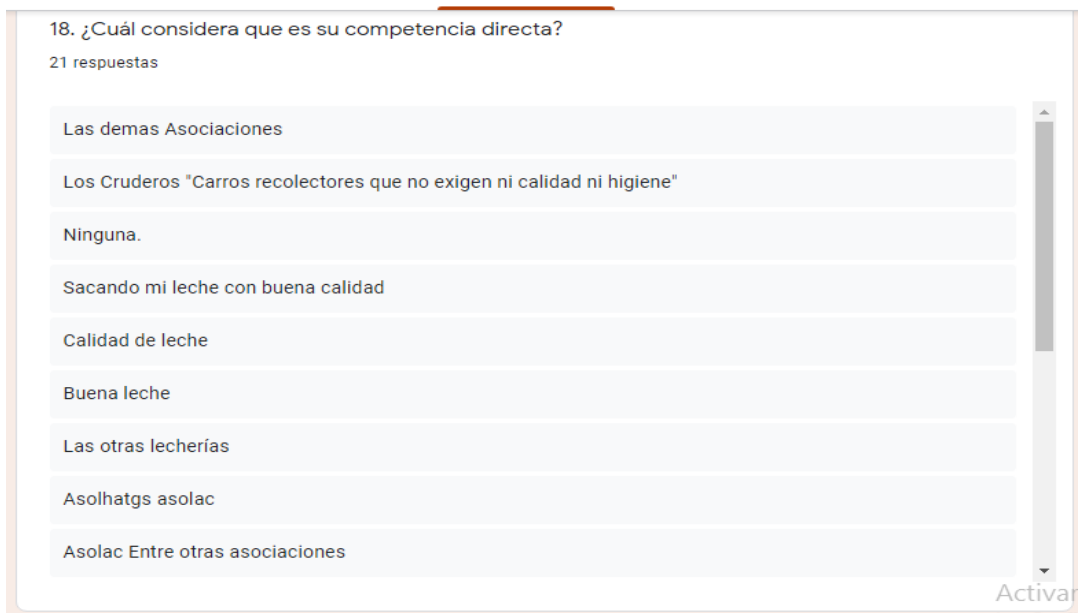 18. ¿Cuál considera que es su competencia directa?
21 respuestas
Las demas Asociaciones
Los Cruderos "Carros recolectores que no exigen ni calidad ni higiene"
Ninguna.
Sacando mi leche con buena calidad
Calidad de leche
Buena leche
Las otras lecherías
Asolhatgs asolac
Asolac Entre otras asociaciones
Activar